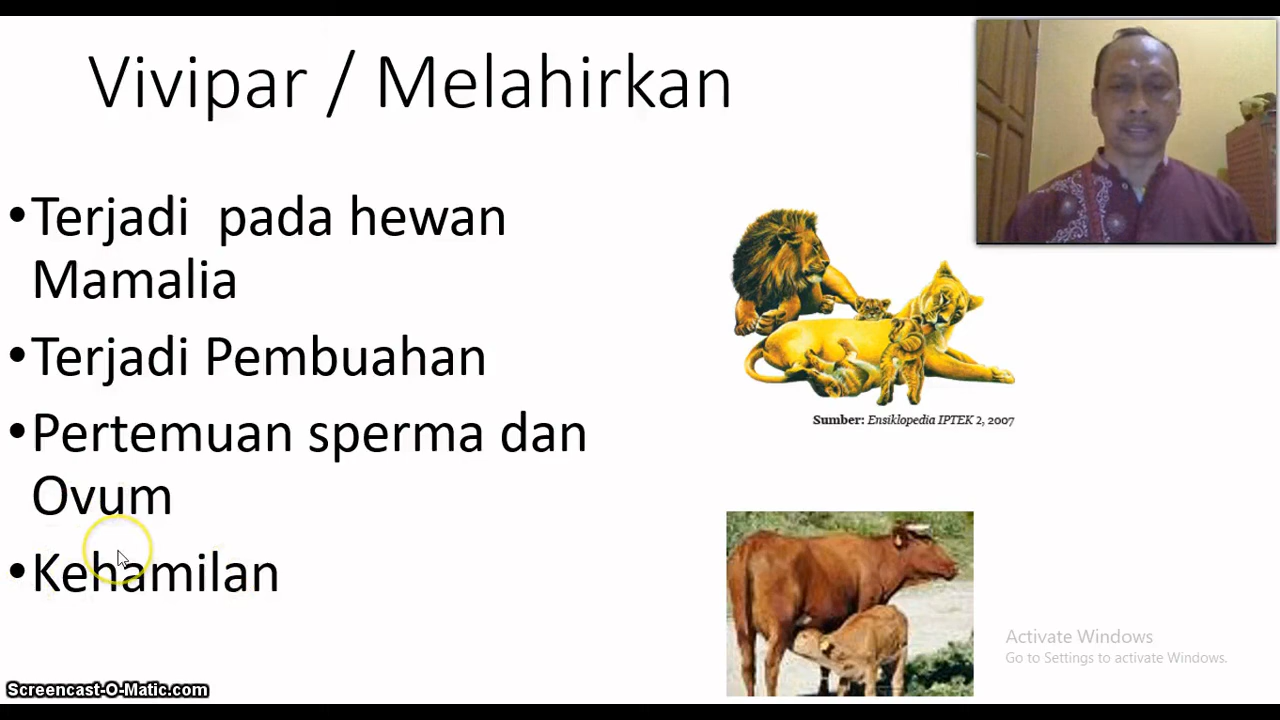 Vivipar / Melahirkan
•Terjadi pada hewan
Mamalia
•Terjadi Pembuahan
•Pertemuan sperma dan
Ovum
•Kehamilan
Sumber: Ensiklopedia IPTEK 2, 2007
Activate Windows
Go to Settings to activate Windows.
Screencast-O-Matic.com